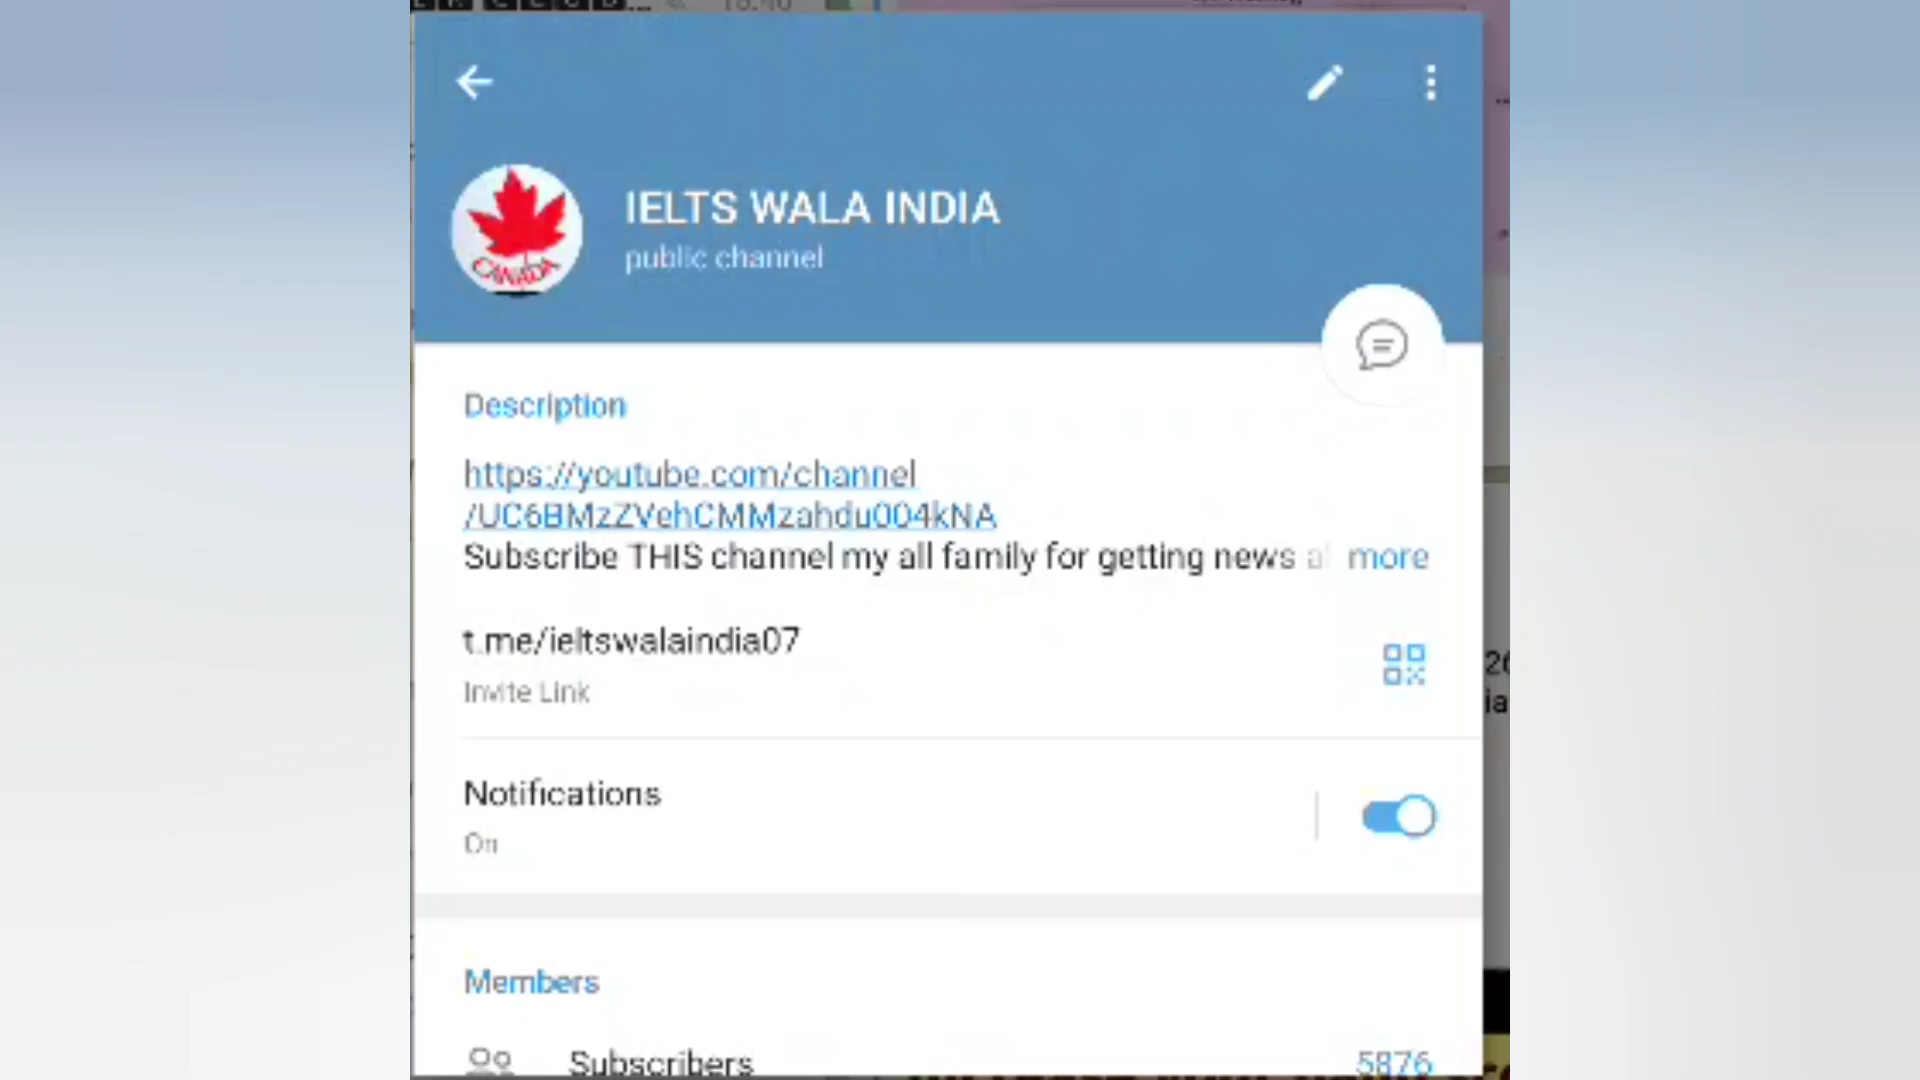 IELTS WALA INDIA
public channel
CANADA
Description
https://youtube.com/channel
/UC6BMzZVehCMMzahdu004kNA
Subscribe THIS channel my all family for getting news
more
t.me/ieltswalaindia07
Invite Link
Notifications
On
Members
Subscribers 5876